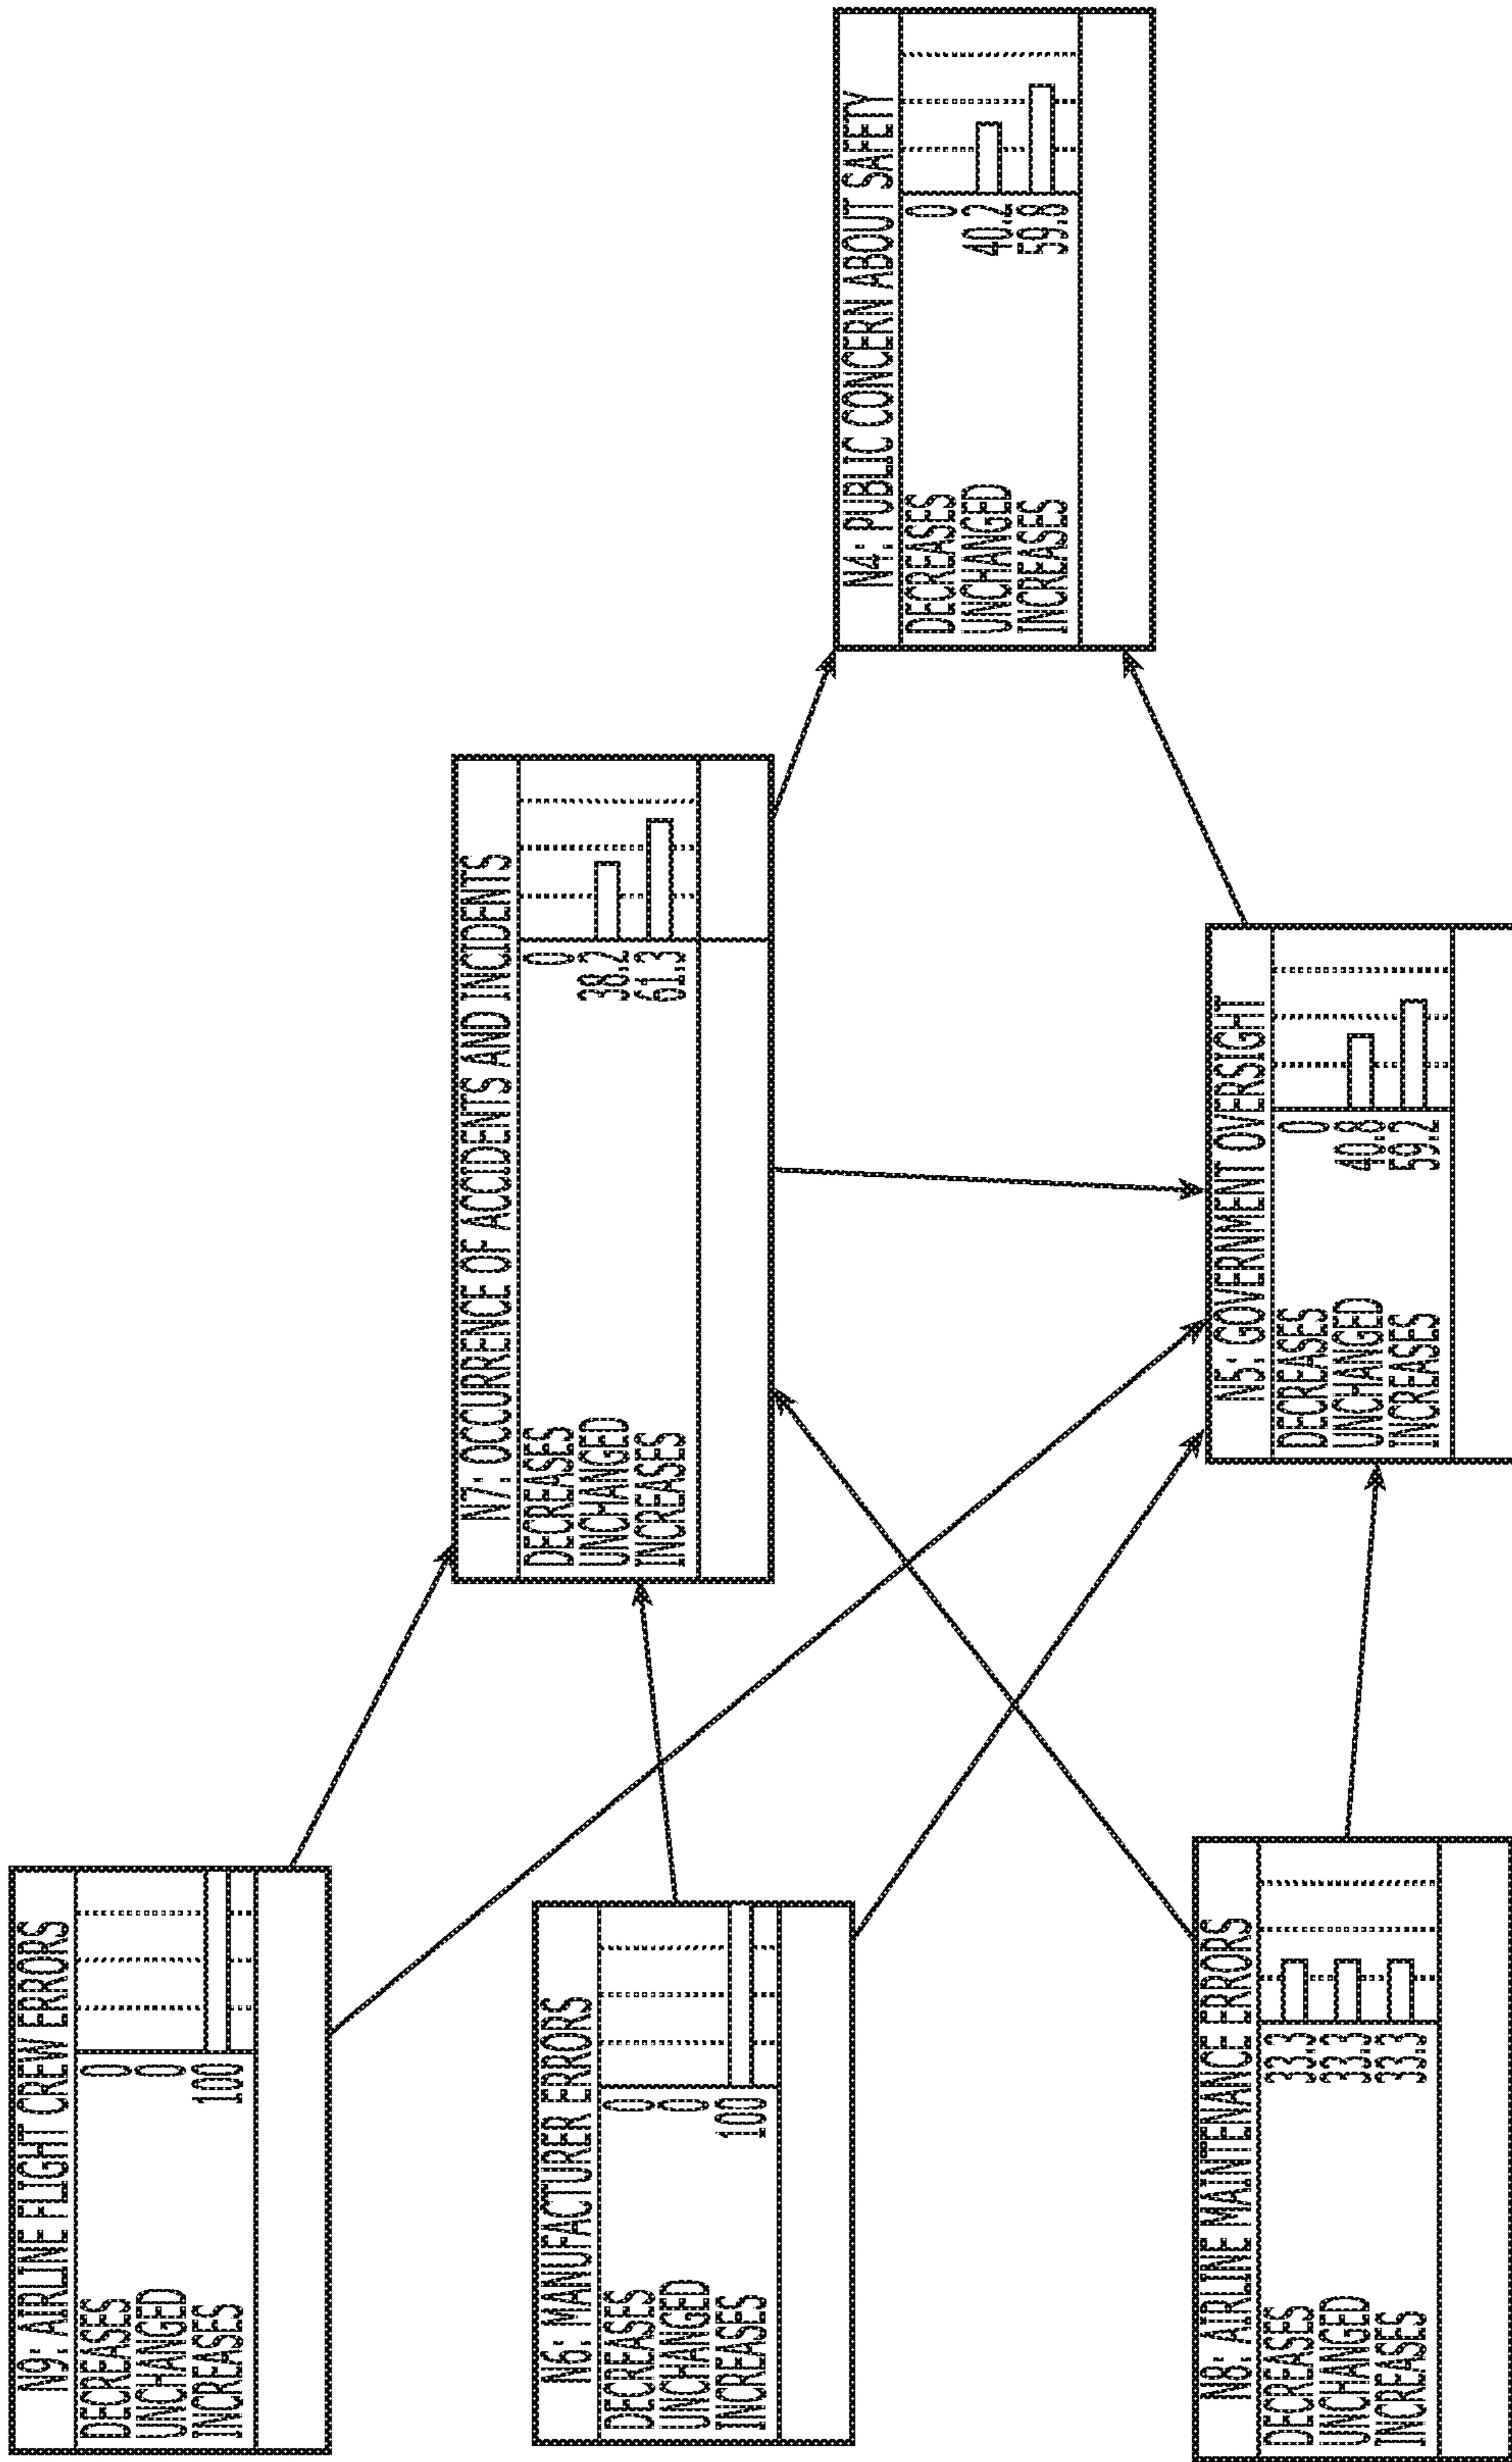 N9: AIRLINE FLIGHT CREW ERRORS
DECREASES 0
UNCHANGED 0
INCREASES 100
N6: MANUFACTURER ERRORS
DECREASES 0
UNCHANGED 0
INCREASES 100
N8: AIRLINE MAINTENANCE ERRORS
DECREASES 33.3
UNCHANGED 33.3
INCREASES 33.3
N7: OCCURRENCE OF ACCIDENTS AND INCIDENTS
DECREASES 0
UNCHANGED 38.2
INCREASES 61.3
N5: GOVERNMENT OVERSIGHT
DECREASES 0
UNCHANGED 40.8
INCREASES 59.2
N4: PUBLIC CONCERN ABOUT SAFETY
DECREASES 0
UNCHANGED 40.2
INCREASES 59.8